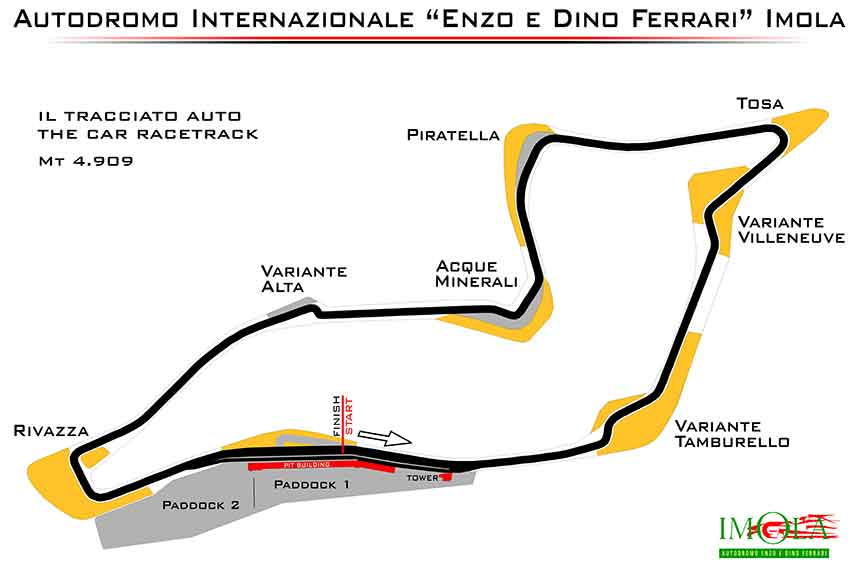 Autodromo Internazionale “Enzo e Dino Ferrari” Imola
il tracciato auto
the car racetrack
Mt 4.909
Tosa
Piratella
Variante
Villeneuve
Acque
Minerali
Variante
Alta
Finish
Start
Rivazza
Variante
Tamburello
Pit Building
Tower
Paddock 1
Paddock 2
IMOLA
AUTODROMO ENZO E DINO FERRARI